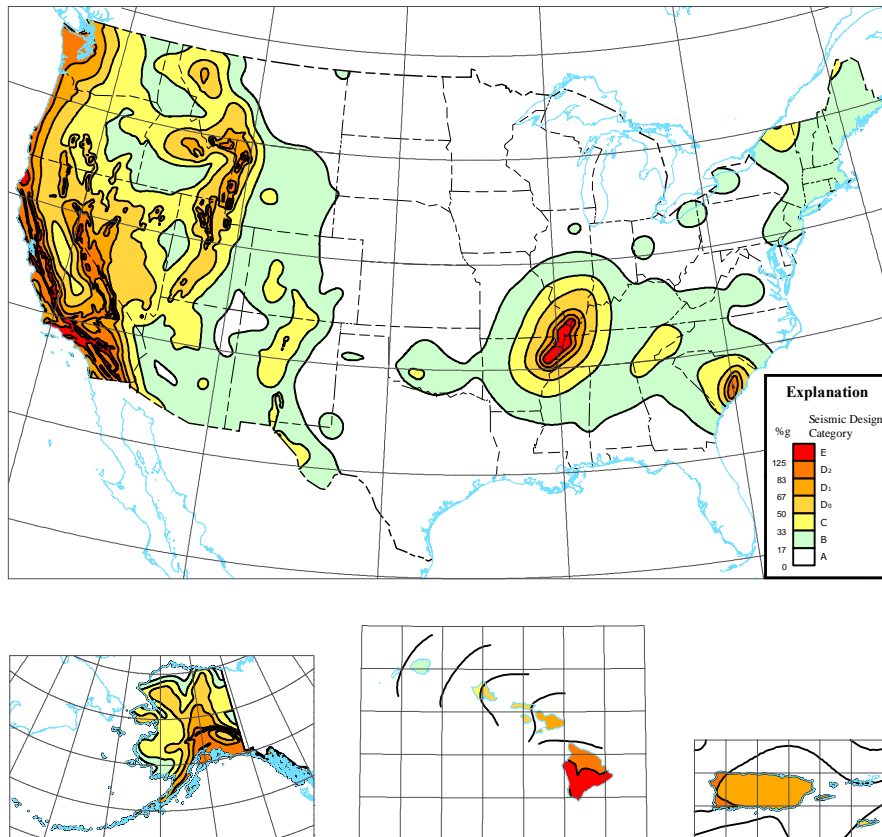 Explanation
Seismic Design
%g Category
E
125 D2
83 D1
67 D0
50 C
33 B
17 A
0